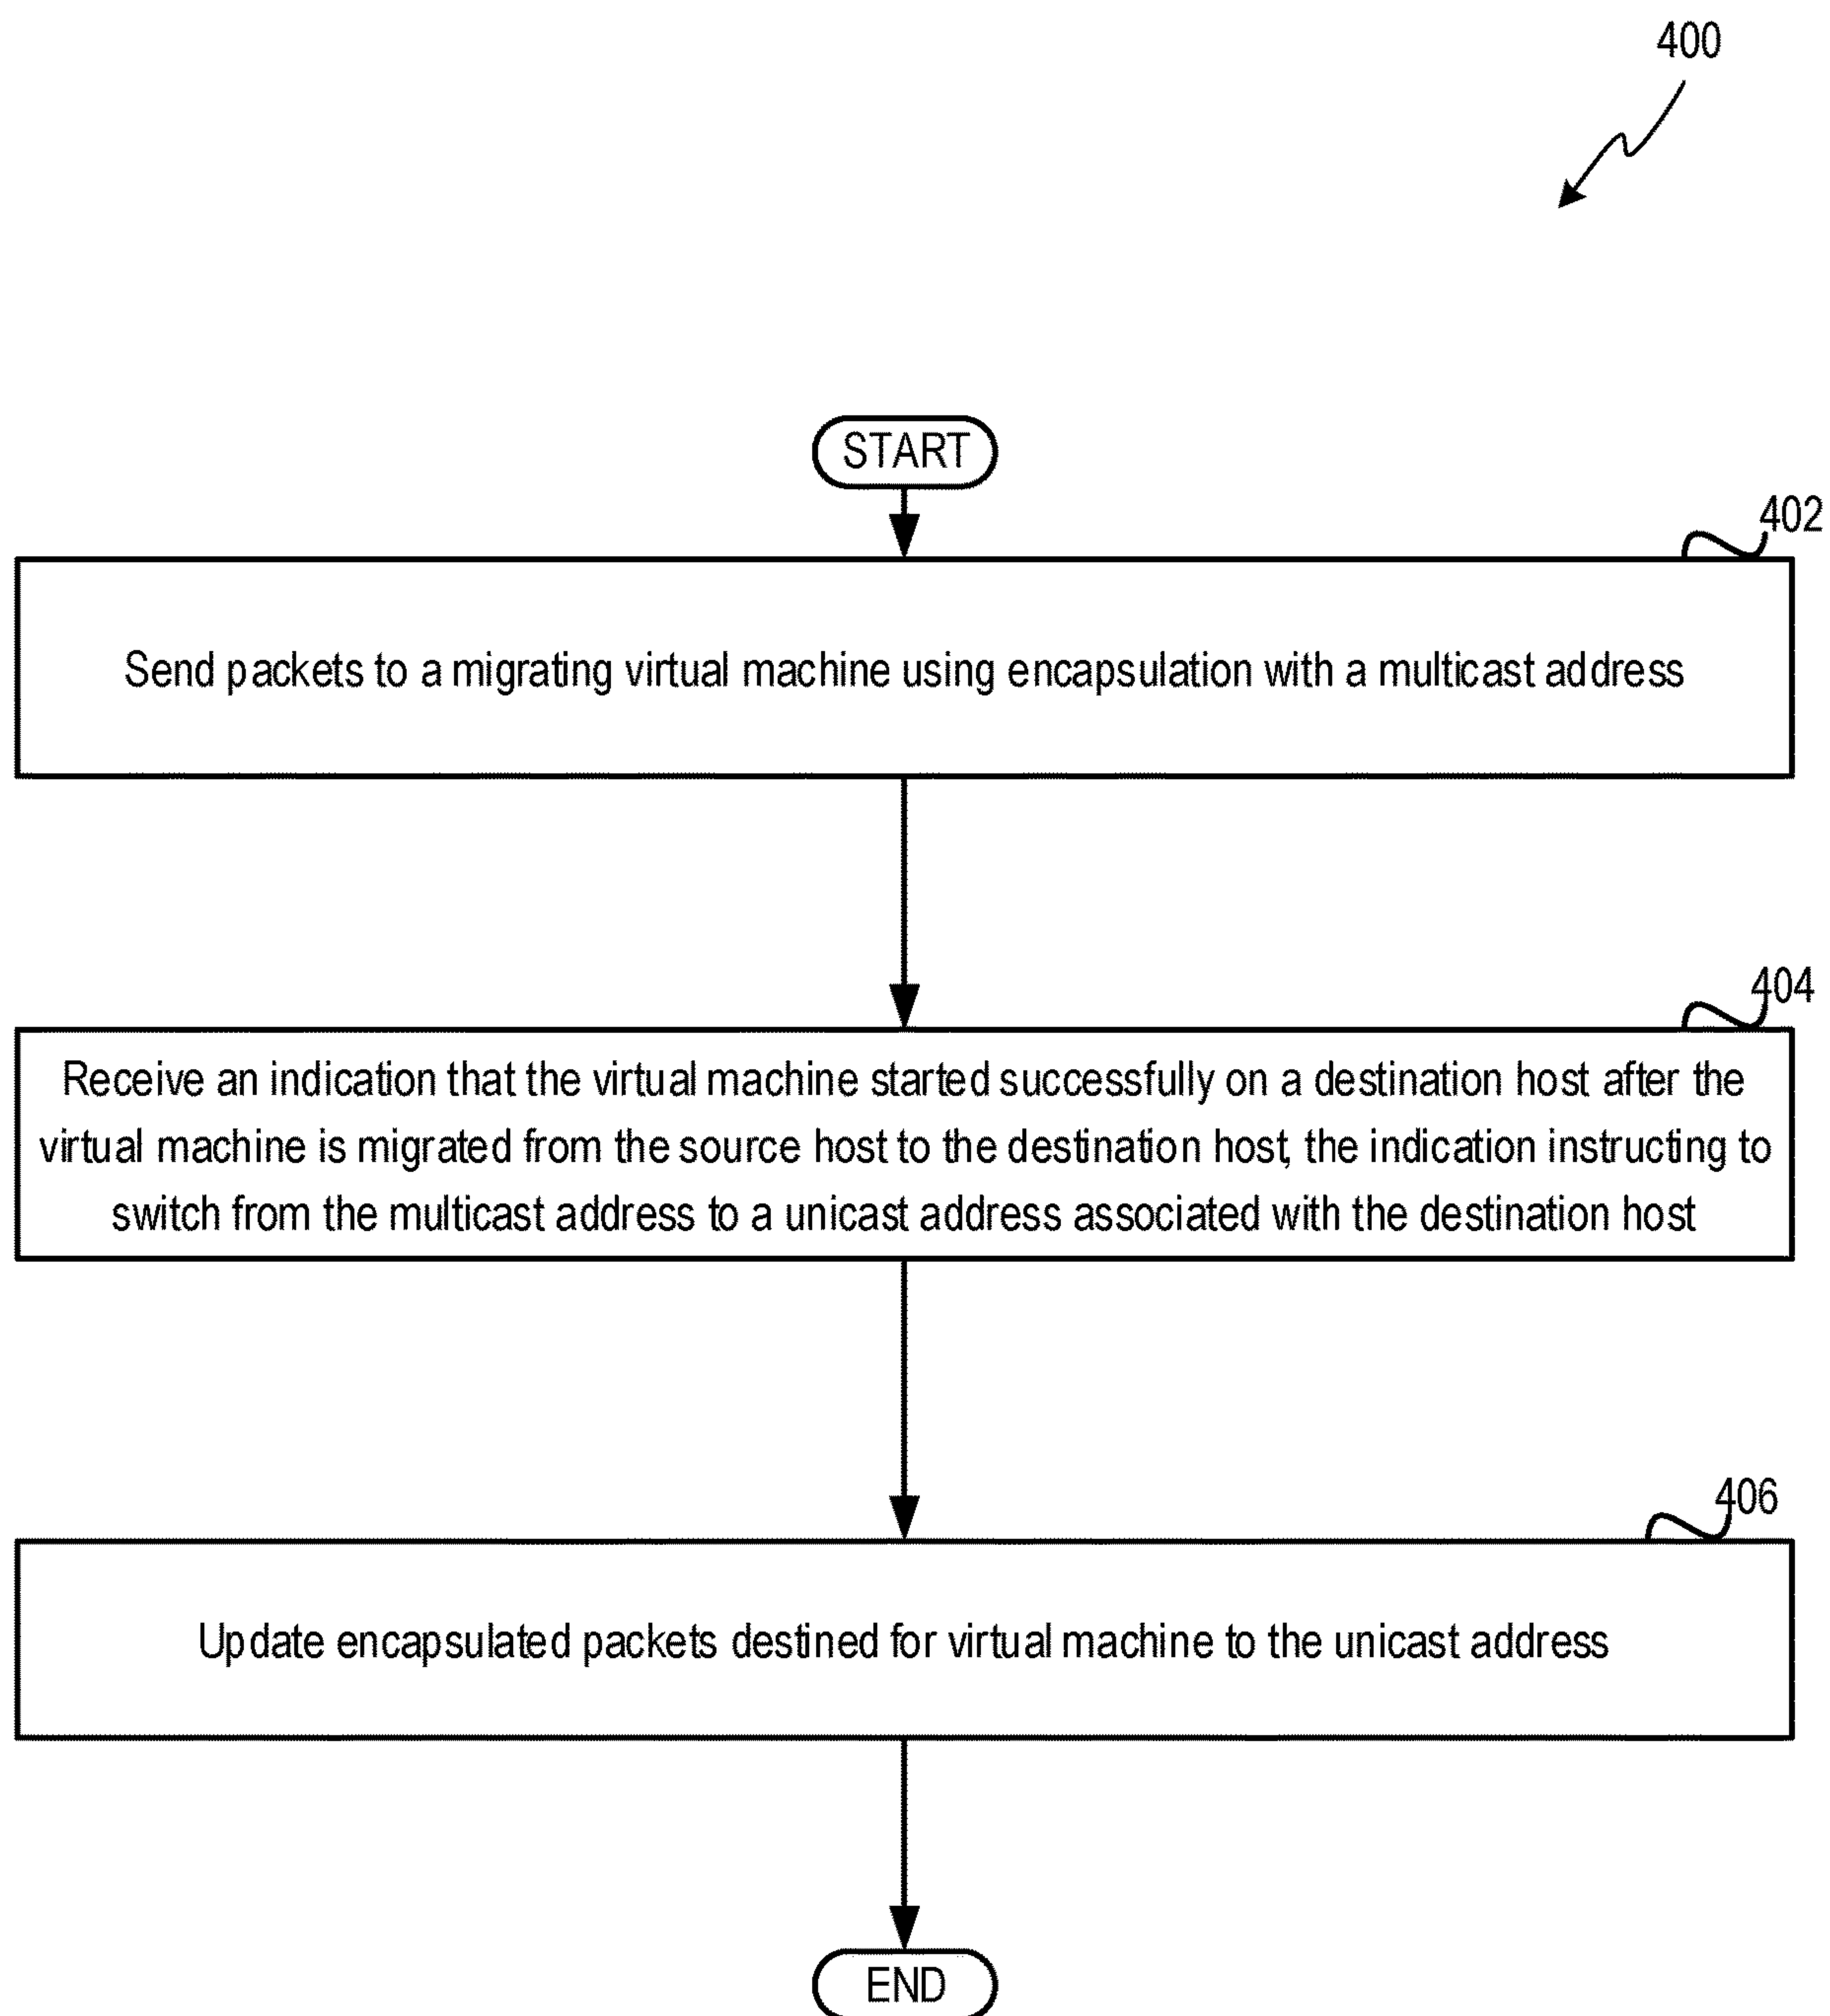 400
START
402
Send packets to a migrating virtual machine using encapsulation with a multicast address
404
Receive an indication that the virtual machine started successfully on a destination host after the
virtual machine is migrated from the source host to the destination host, the indication instructing to
switch from the multicast address to a unicast address associated with the destination host
406
Update encapsulated packets destined for virtual machine to the unicast address
END